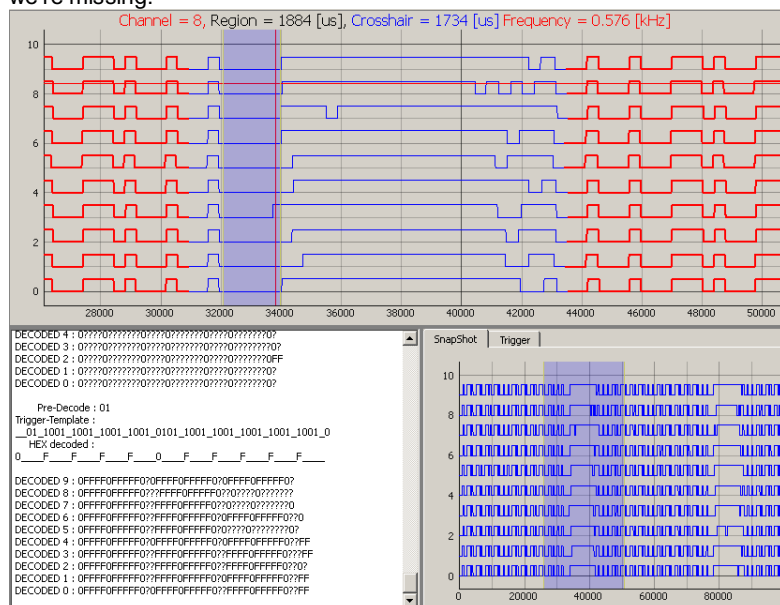 we're missing.
Channel = 8, Region = 1884 [us], Crosshair = 1734 [us] Frequency = 0.576 [kHz]
10
8
6
4
2
0
28000 30000 32000 34000 36000 38000 40000 42000 44000 46000 48000 50000
DECODED 4 : 0????0???????0????0???????0????0???????0?
DECODED 3 : 0????0???????0????0???????0????0???????0?
DECODED 2 : 0????0???????0????0???????0????0???????0FF
DECODED 1 : 0????0???????0????0???????0????0???????0?
DECODED 0 : 0????0???????0????0???????0????0???????0?
Pre-Decode : 01
Trigger-Template :
__01_1001_1001_1001_1001_0101_1001_1001_1001_1001_1001_0
HEX decoded :
0____F____F____F____F____0____F____F____F____F____F____
DECODED 9 : 0FFFF0FFFFF0?0FFFF0FFFFF0?0FFFF0FFFFF0?
DECODED 8 : 0FFFF0FFFFF0???FFFF0FFFFF0??0????0???????
DECODED 7 : 0FFFF0FFFFF0??FFFF0FFFFF0??0????0???????0
DECODED 6 : 0FFFF0FFFFF0??FFFF0FFFFF0?0FFFF0FFFFF0??0
DECODED 5 : 0FFFF0FFFFF0??FFFF0FFFFF0?0????0???????0?
DECODED 4 : 0FFFF0FFFFF0?0FFFF0FFFFF0?0FFFF0FFFFF0??FF
DECODED 3 : 0FFFF0FFFFF0??FFFF0FFFFF0??FFFF0FFFFF0???FF
DECODED 2 : 0FFFF0FFFFF0??FFFF0FFFFF0??FFFF0FFFFF0??0?
DECODED 1 : 0FFFF0FFFFF0??FFFF0FFFFF0?0FFFF0FFFFF0??FF
DECODED 0 : 0FFFF0FFFFF0?0FFFF0FFFFF0??FFFF0FFFFF0??FF
SnapShot Trigger
10
8
6
4
2
0
0 20000 40000 60000 80000